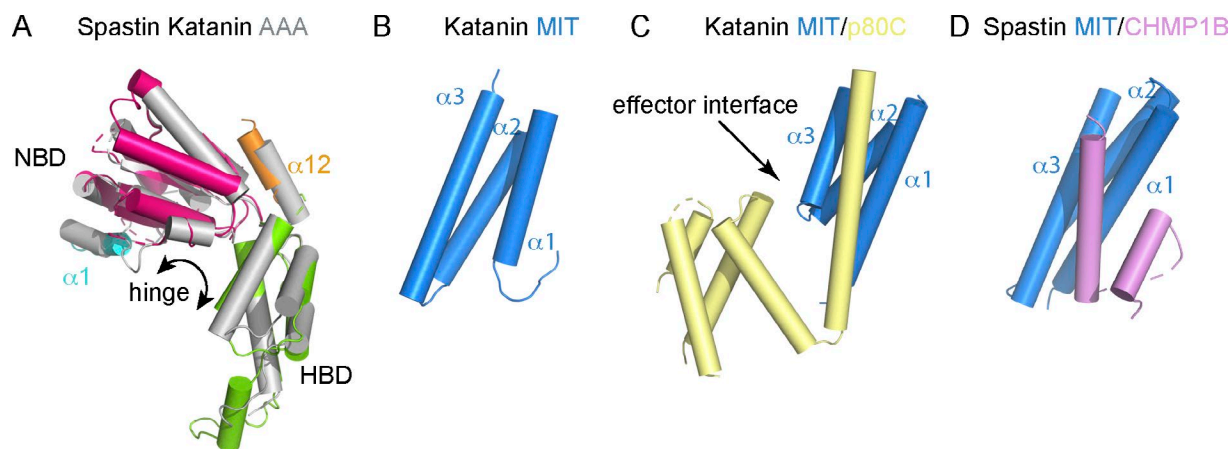 A Spastin Katanin AAA
NBD
α12
α1
hinge
HBD
B Katanin MIT
α3
α2
α1
C Katanin MIT/p80C
effector interface
α3
α2
α1
D Spastin MIT/CHMP1B
α2
α3
α1